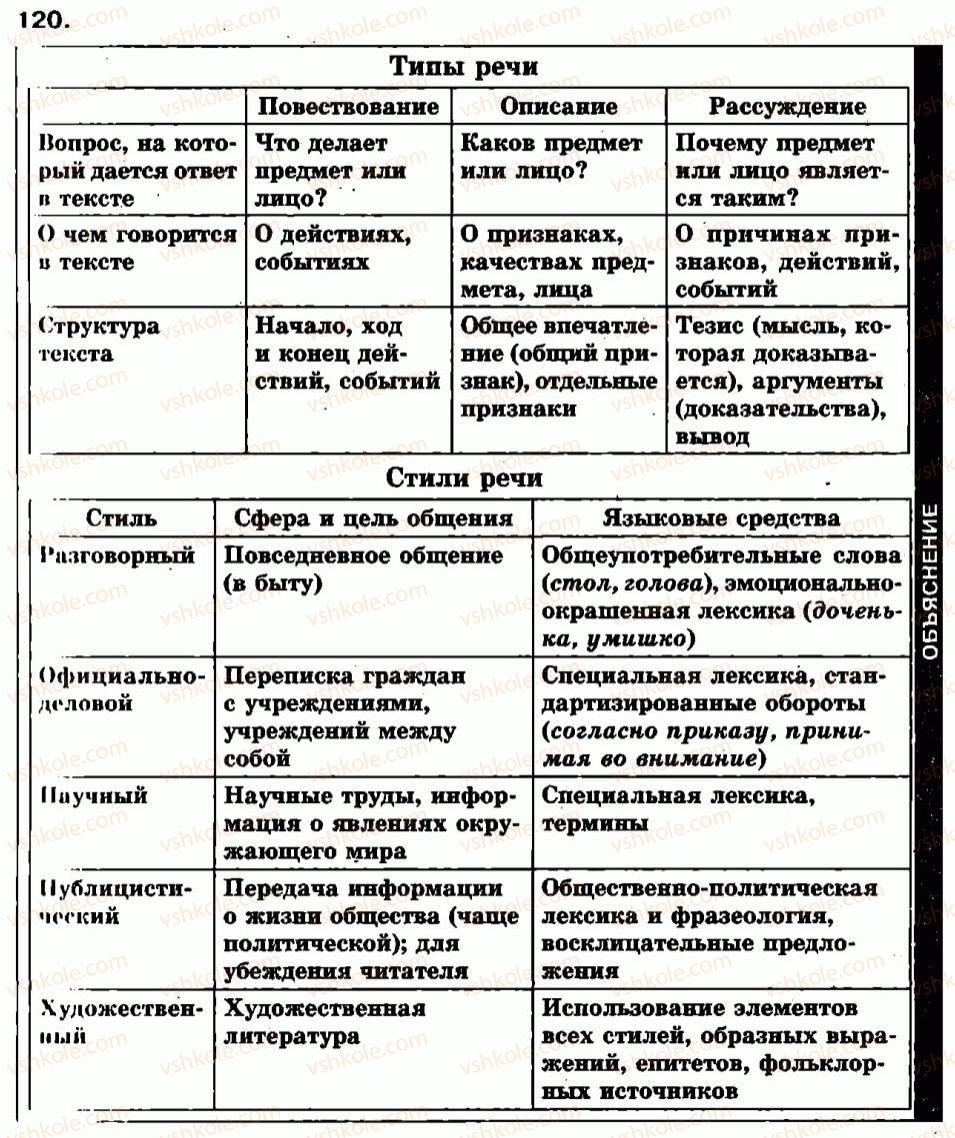 120.
Типы речи
Повествование Описание Рассуждение
Вопрос, на кото-
рый дается ответ
в тексте
Что делает
предмет или
лицо?
Каков предмет
или лицо?
Почему предмет
или лицо являет-
ся таким?
О чем говорится
в тексте
О действиях,
событиях
О признаках,
качествах пред-
мета, лица
О причинах при-
знаков, действий,
событий
Структура
текста
Начало, ход
и конец дей-
ствий, событий
Общее впечатле-
ние (общий при-
знак), отдельные
признаки
Тезис (мысль, ко-
торая доказыва-
ется), аргументы
(доказательства),
вывод
Стили речи
Стиль Сфера и цель общения Языковые средства
Разговорный
Повседневное общение
(в быту)
Общеупотребительные слова
(стол, голова), эмоционально-
окрашенная лексика (дочень-
ка, умишко)
Официально-
деловой
Переписка граждан
с учреждениями,
учреждений между
собой
Специальная лексика, стан-
дартизированные обороты
(согласно приказу, прини-
мая во внимание)
Научный
Научные труды, инфор-
мация о явлениях окру-
жающего мира
Специальная лексика,
термины
Публицисти-
ческий
Передача информации
о жизни общества (чаще
политической); для
убеждения читателя
Общественно-политическая
лексика и фразеология,
восклицательные предло-
жения
Художествен-
ный
Художественная
литература
Использование элементов
всех стилей, образных выра-
жений, епитетов, фольклор-
ных источников
ОБЪЯСНЕНИЕ
vshkole.com